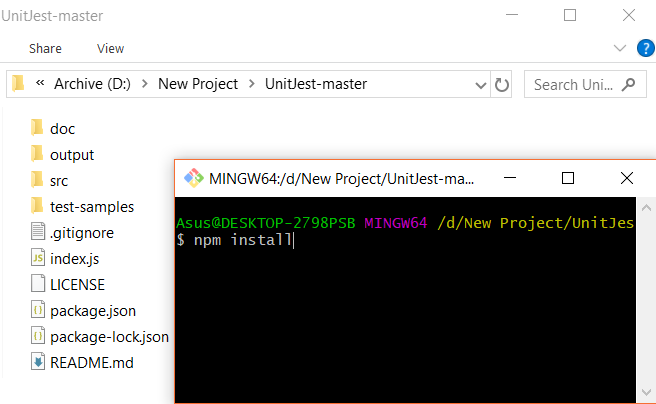 UnitJest-master
Share View
« Archive (D:) New Project UnitJest-master Search Uni...
doc
output
src
test-samples
.gitignore
index.js
LICENSE
package.json
package-lock.json
README.md
MINGW64:/d/New Project/UnitJest-ma...
Asus@DESKTOP-2798PSB MINGW64 /d/New Project/UnitJes
$ npm install